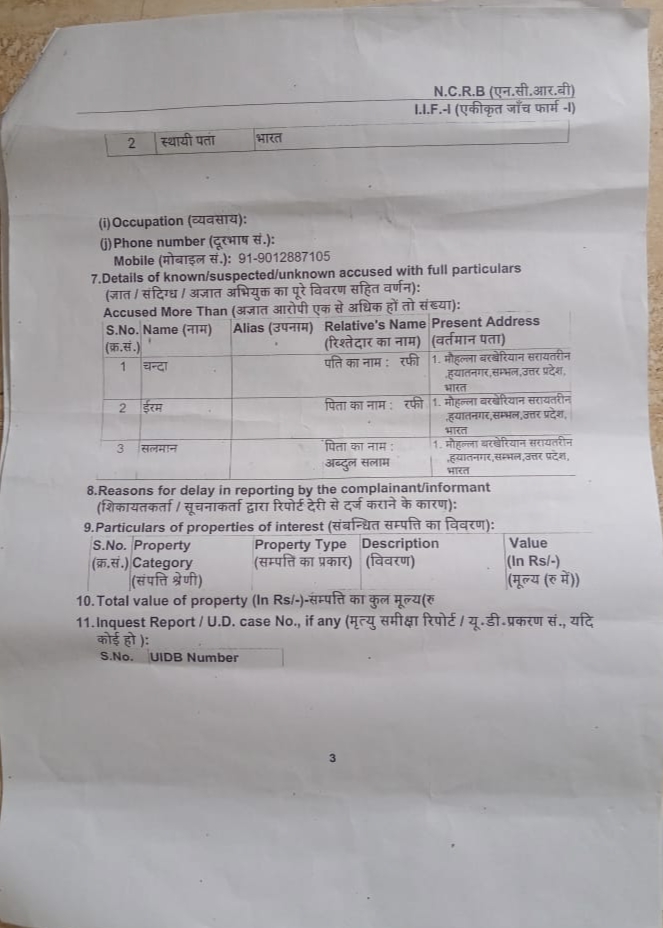 N.C.R.B (एन.सी.आर.बी)
I.I.F.-I (एकीकृत जाँच फार्म -I)
2 स्थायी पता भारत
(i) Occupation (व्यवसाय):
(j) Phone number (दूरभाष सं.):
Mobile (मोबाइल सं.): 91-9012887105
7.Details of known/suspected/unknown accused with full particulars
(ज्ञात / संदिग्ध / अज्ञात अभियुक्त का पूरे विवरण सहित वर्णन):
Accused More Than (अज्ञात आरोपी एक से अधिक हों तो संख्या):
S.No. Name (नाम) Alias (उपनाम) Relative's Name Present Address
(क्र.सं.) (रिश्तेदार का नाम) (वर्तमान पता)
1 चन्दा पति का नाम : रफी 1. मौहल्ला बरखेरियान सरायतरीन
,हयातनगर,सम्भल,उत्तर प्रदेश,
भारत
2 ईरम पिता का नाम : रफी 1. मौहल्ला बरखेरियान सरायतरीन
,हयातनगर,सम्भल,उत्तर प्रदेश,
भारत
3 सलमान पिता का नाम : 1. मौहल्ला बरखेरियान सरायतरीन
अब्दुल सलाम ,हयातनगर,सम्भल,उत्तर प्रदेश,
भारत
8.Reasons for delay in reporting by the complainant/informant
(शिकायतकर्ता / सूचनाकर्ता द्वारा रिपोर्ट देरी से दर्ज कराने के कारण):
9.Particulars of properties of interest (संबन्धित सम्पत्ति का विवरण):
S.No. Property Property Type Description Value
(क्र.सं.) Category (सम्पत्ति का प्रकार) (विवरण) (In Rs/-)
(संपत्ति श्रेणी) (मूल्य (रु में))
10.Total value of property (In Rs/-)-सम्पत्ति का कुल मूल्य(रु
11.Inquest Report / U.D. case No., if any (मृत्यु समीक्षा रिपोर्ट / यू.डी.प्रकरण सं., यदि
कोई हो ):
S.No. UIDB Number
3